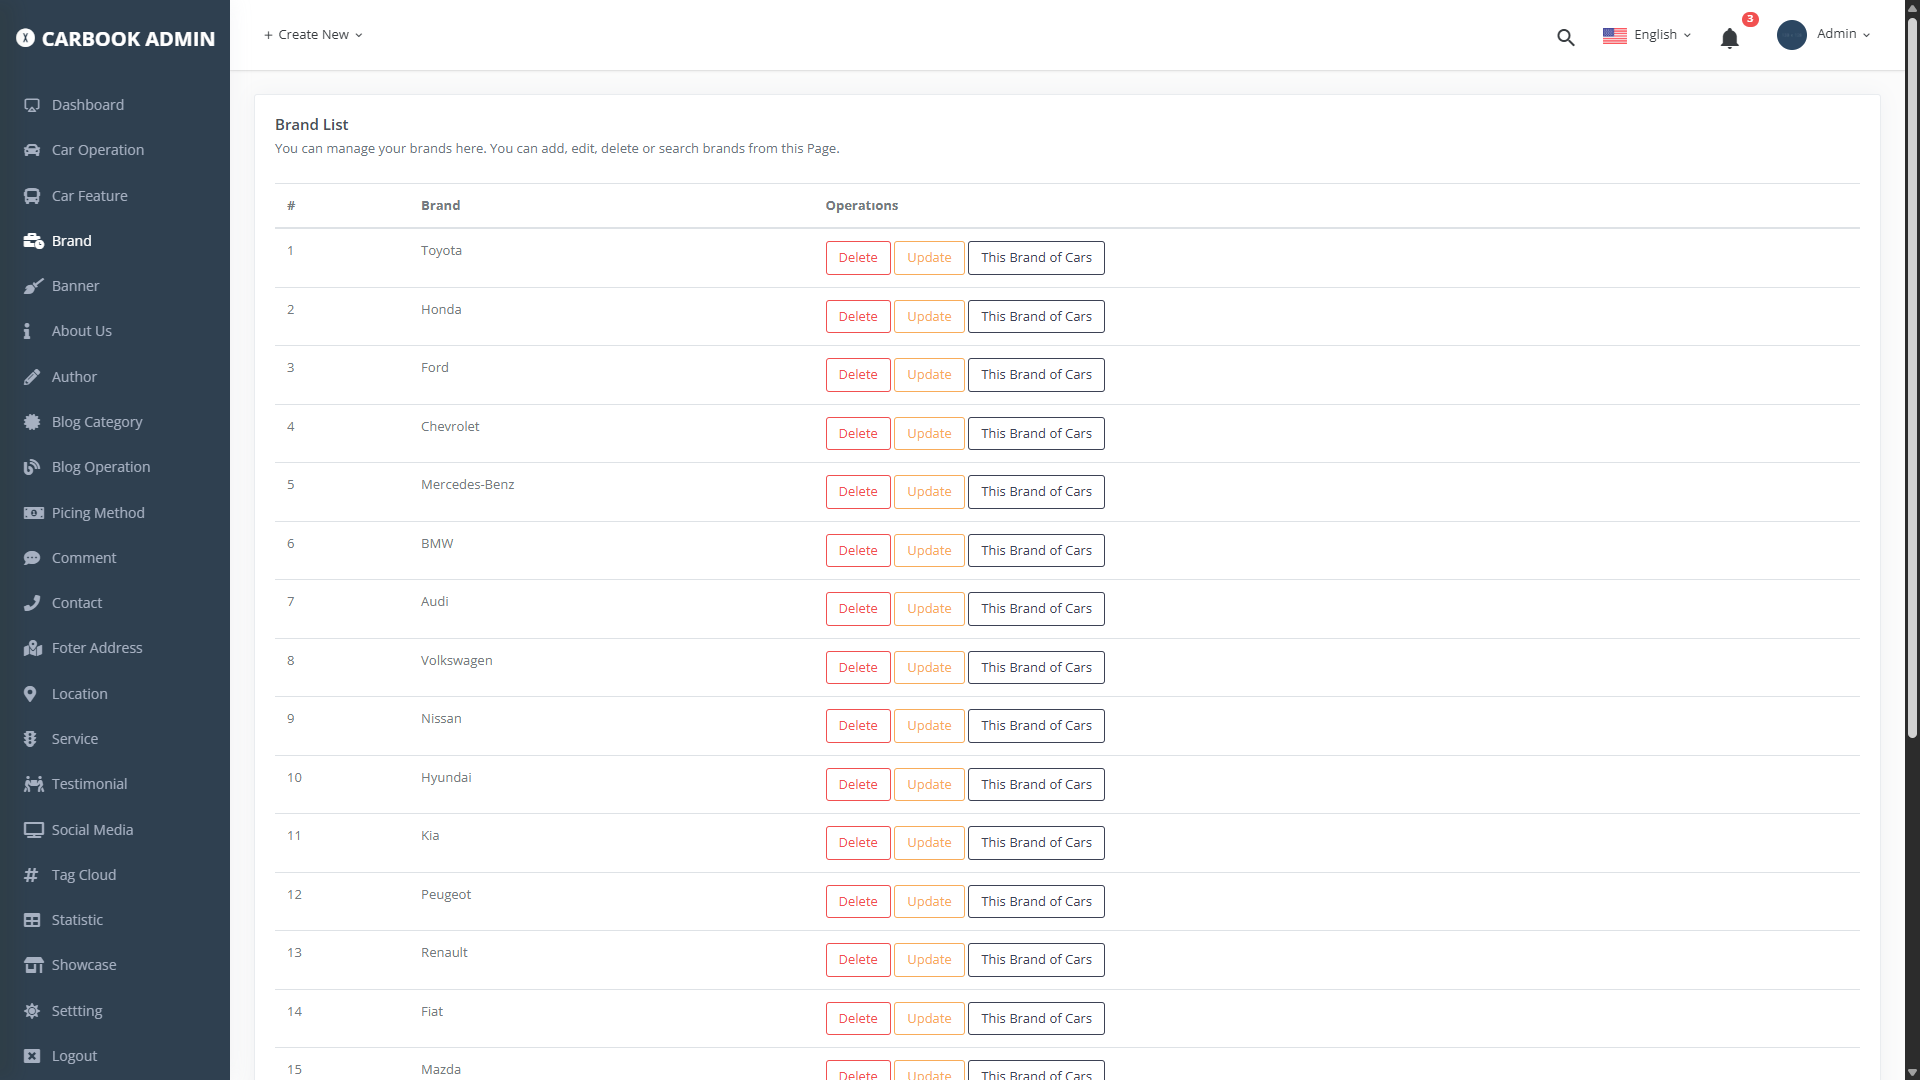 CARBOOK ADMIN
+ Create New
English
3
Admin
Dashboard
Car Operation
Car Feature
Brand
Banner
About Us
Author
Blog Category
Blog Operation
Picing Method
Comment
Contact
Foter Address
Location
Service
Testimonial
Social Media
Tag Cloud
Statistic
Showcase
Settting
Logout
Brand List
You can manage your brands here. You can add, edit, delete or search brands from this Page.
# Brand Operatıons
1 Toyota Delete Update This Brand of Cars
2 Honda Delete Update This Brand of Cars
3 Ford Delete Update This Brand of Cars
4 Chevrolet Delete Update This Brand of Cars
5 Mercedes-Benz Delete Update This Brand of Cars
6 BMW Delete Update This Brand of Cars
7 Audi Delete Update This Brand of Cars
8 Volkswagen Delete Update This Brand of Cars
9 Nissan Delete Update This Brand of Cars
10 Hyundai Delete Update This Brand of Cars
11 Kia Delete Update This Brand of Cars
12 Peugeot Delete Update This Brand of Cars
13 Renault Delete Update This Brand of Cars
14 Fiat Delete Update This Brand of Cars
15 Mazda Delete Update This Brand of Cars